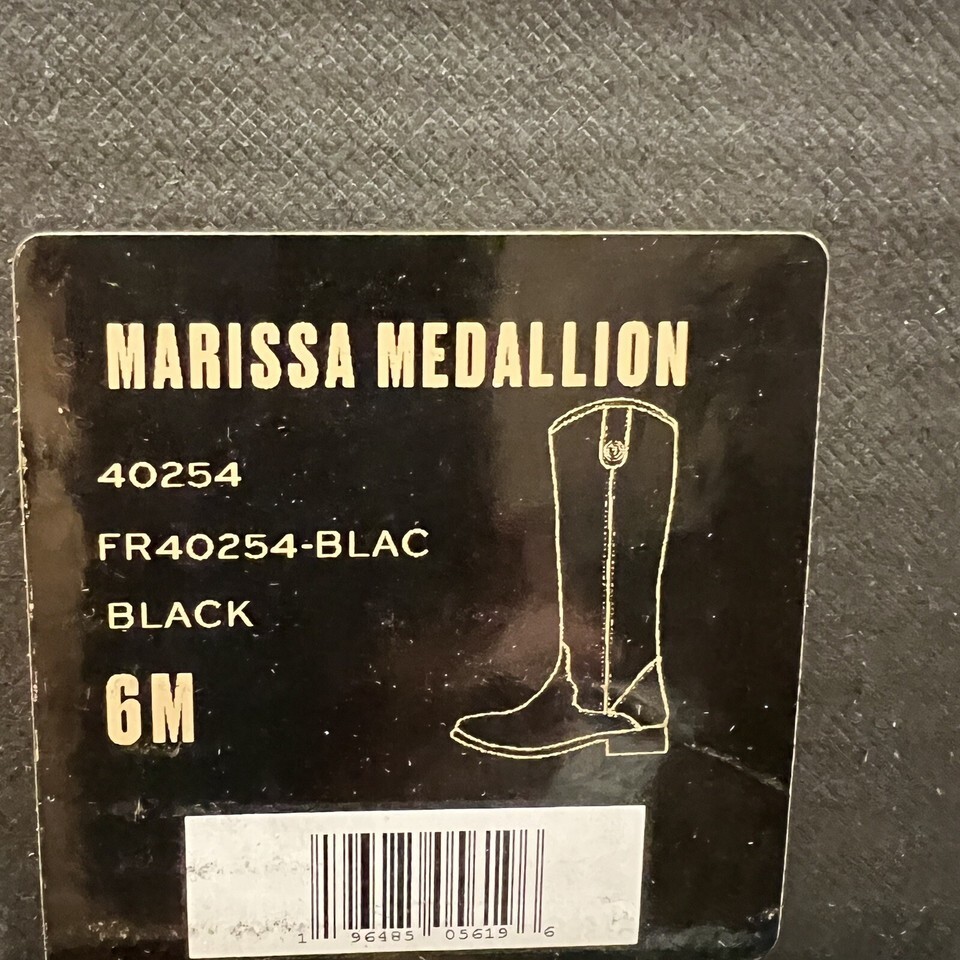 MARISSA MEDALLION
40254
FR40254-BLAC
BLACK
6M
1 96485 05619 6